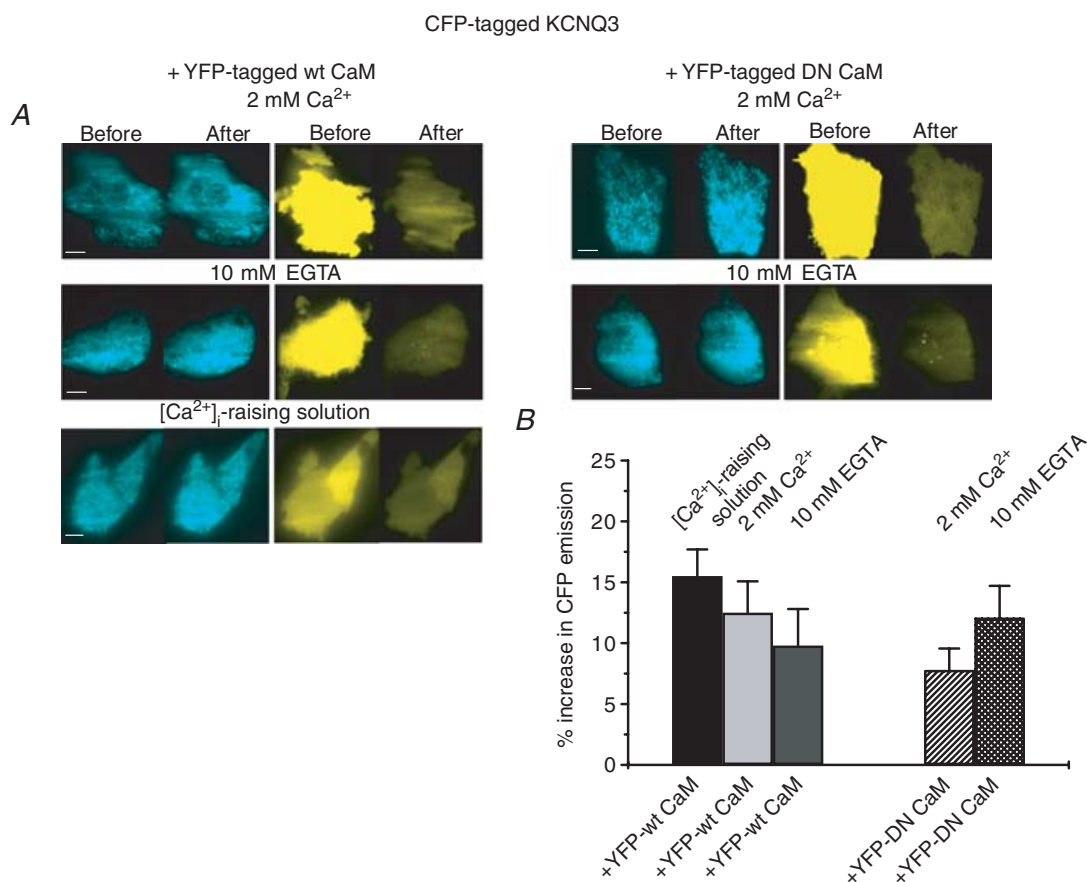 CFP-tagged KCNQ3
+ YFP-tagged wt CaM
2 mM Ca²⁺
A
Before After Before After
10 mM EGTA
[Ca²⁺]ᵢ-raising solution
+ YFP-tagged DN CaM
2 mM Ca²⁺
Before After Before After
10 mM EGTA
B
% increase in CFP emission
25
20
15
10
5
0
[Ca²⁺]ᵢ-raising
solution
2 mM Ca²⁺
10 mM EGTA
2 mM Ca²⁺
10 mM EGTA
+YFP-wt CaM
+YFP-wt CaM
+YFP-wt CaM
+YFP-DN CaM
+YFP-DN CaM